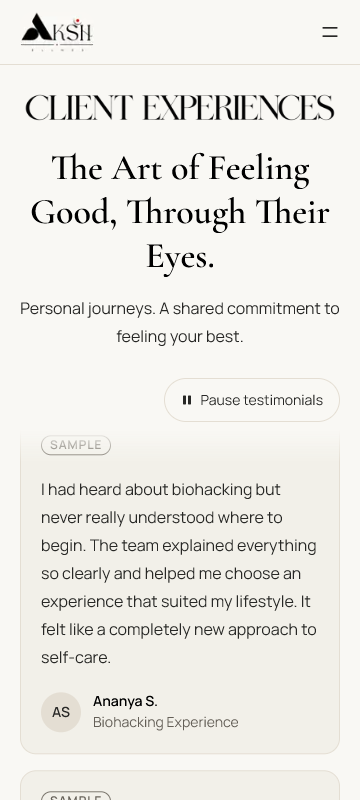 AKSH
CLIENT EXPERIENCES
The Art of Feeling
Good, Through Their
Eyes.
Personal journeys. A shared commitment to
feeling your best.
Pause testimonials
SAMPLE
I had heard about biohacking but
never really understood where to
begin. The team explained everything
so clearly and helped me choose an
experience that suited my lifestyle. It
felt like a completely new approach to
self-care.
AS
Ananya S.
Biohacking Experience
SAMPLE